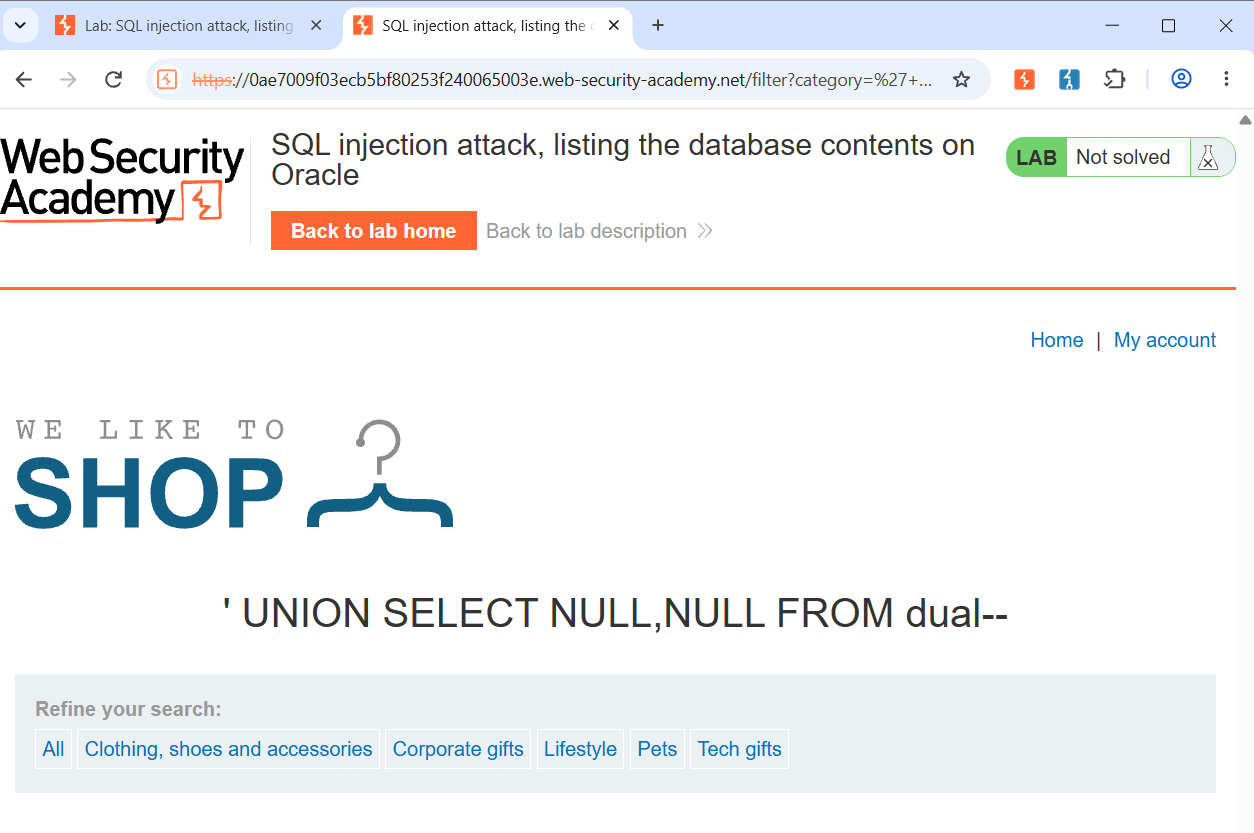 Lab: SQL injection attack, listing
SQL injection attack, listing the
https://0ae7009f03ecb5bf80253f240065003e.web-security-academy.net/filter?category=%27+...
Web Security
Academy
SQL injection attack, listing the database contents on
Oracle
LAB Not solved
Back to lab home Back to lab description
Home | My account
WE LIKE TO
SHOP
' UNION SELECT NULL,NULL FROM dual--
Refine your search:
All Clothing, shoes and accessories Corporate gifts Lifestyle Pets Tech gifts